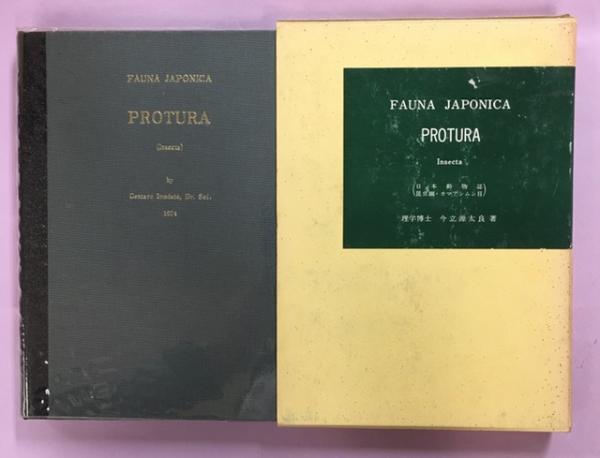 FAUNA JAPONICA
PROTURA
(Insecta)
by
Gentaro Imadaté, Dr. Sci.
1974
FAUNA JAPONICA
PROTURA
Insecta
(日本動物誌
昆虫綱・カマアシムシ目)
理学博士 今立源太良著